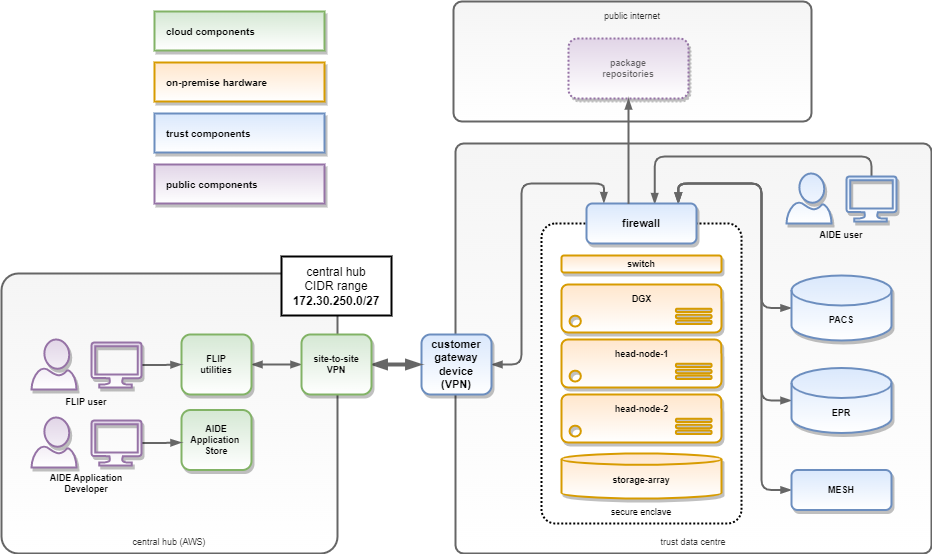 cloud components
on-premise hardware
trust components
public components
public internet
package
repositories
firewall
AIDE user
switch
DGX
head-node-1
head-node-2
storage-array
secure enclave
PACS
EPR
MESH
trust data centre
central hub
CIDR range
172.30.250.0/27
FLIP user
FLIP
utilities
site-to-site
VPN
customer
gateway
device
(VPN)
AIDE Application
Developer
AIDE
Application
Store
central hub (AWS)